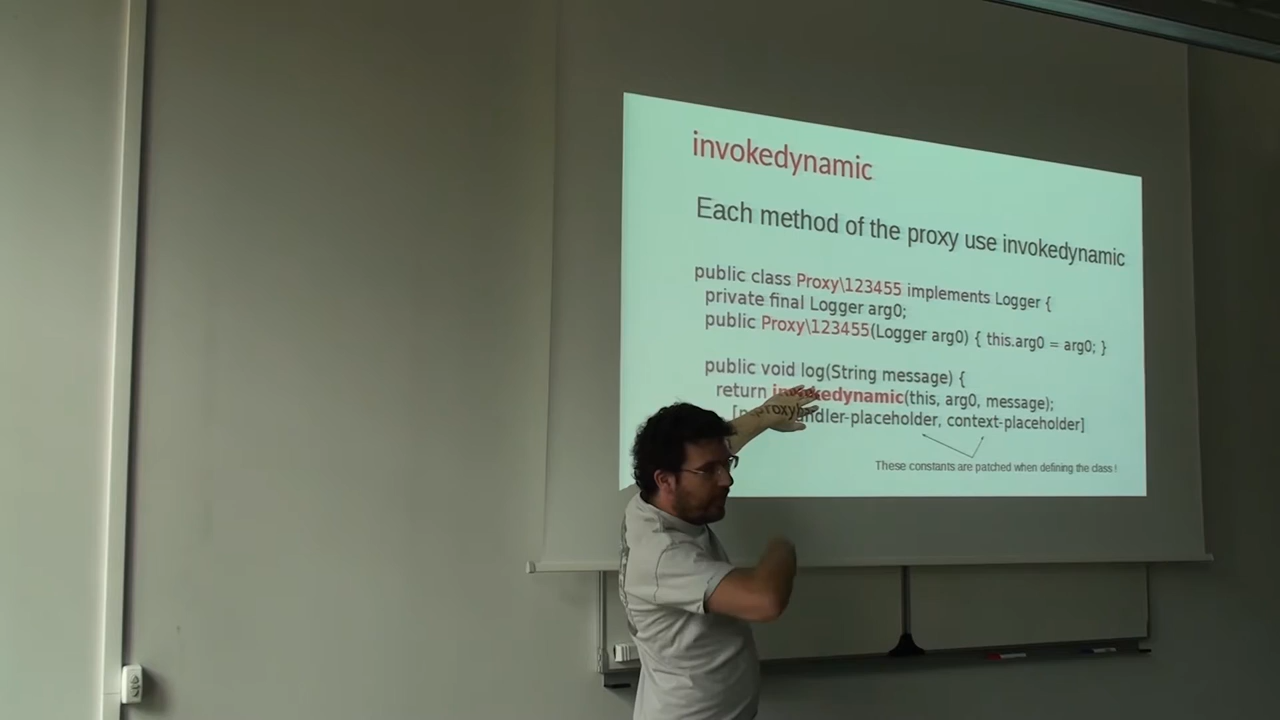 invokedynamic
Each method of the proxy use invokedynamic
public class Proxy\123455 implements Logger {
private final Logger arg0;
public Proxy\123455(Logger arg0) { this.arg0 = arg0; }
public void log(String message) {
return invokedynamic(this, arg0, message);
handler-placeholder, context-placeholder]
These constants are patched when defining the class !